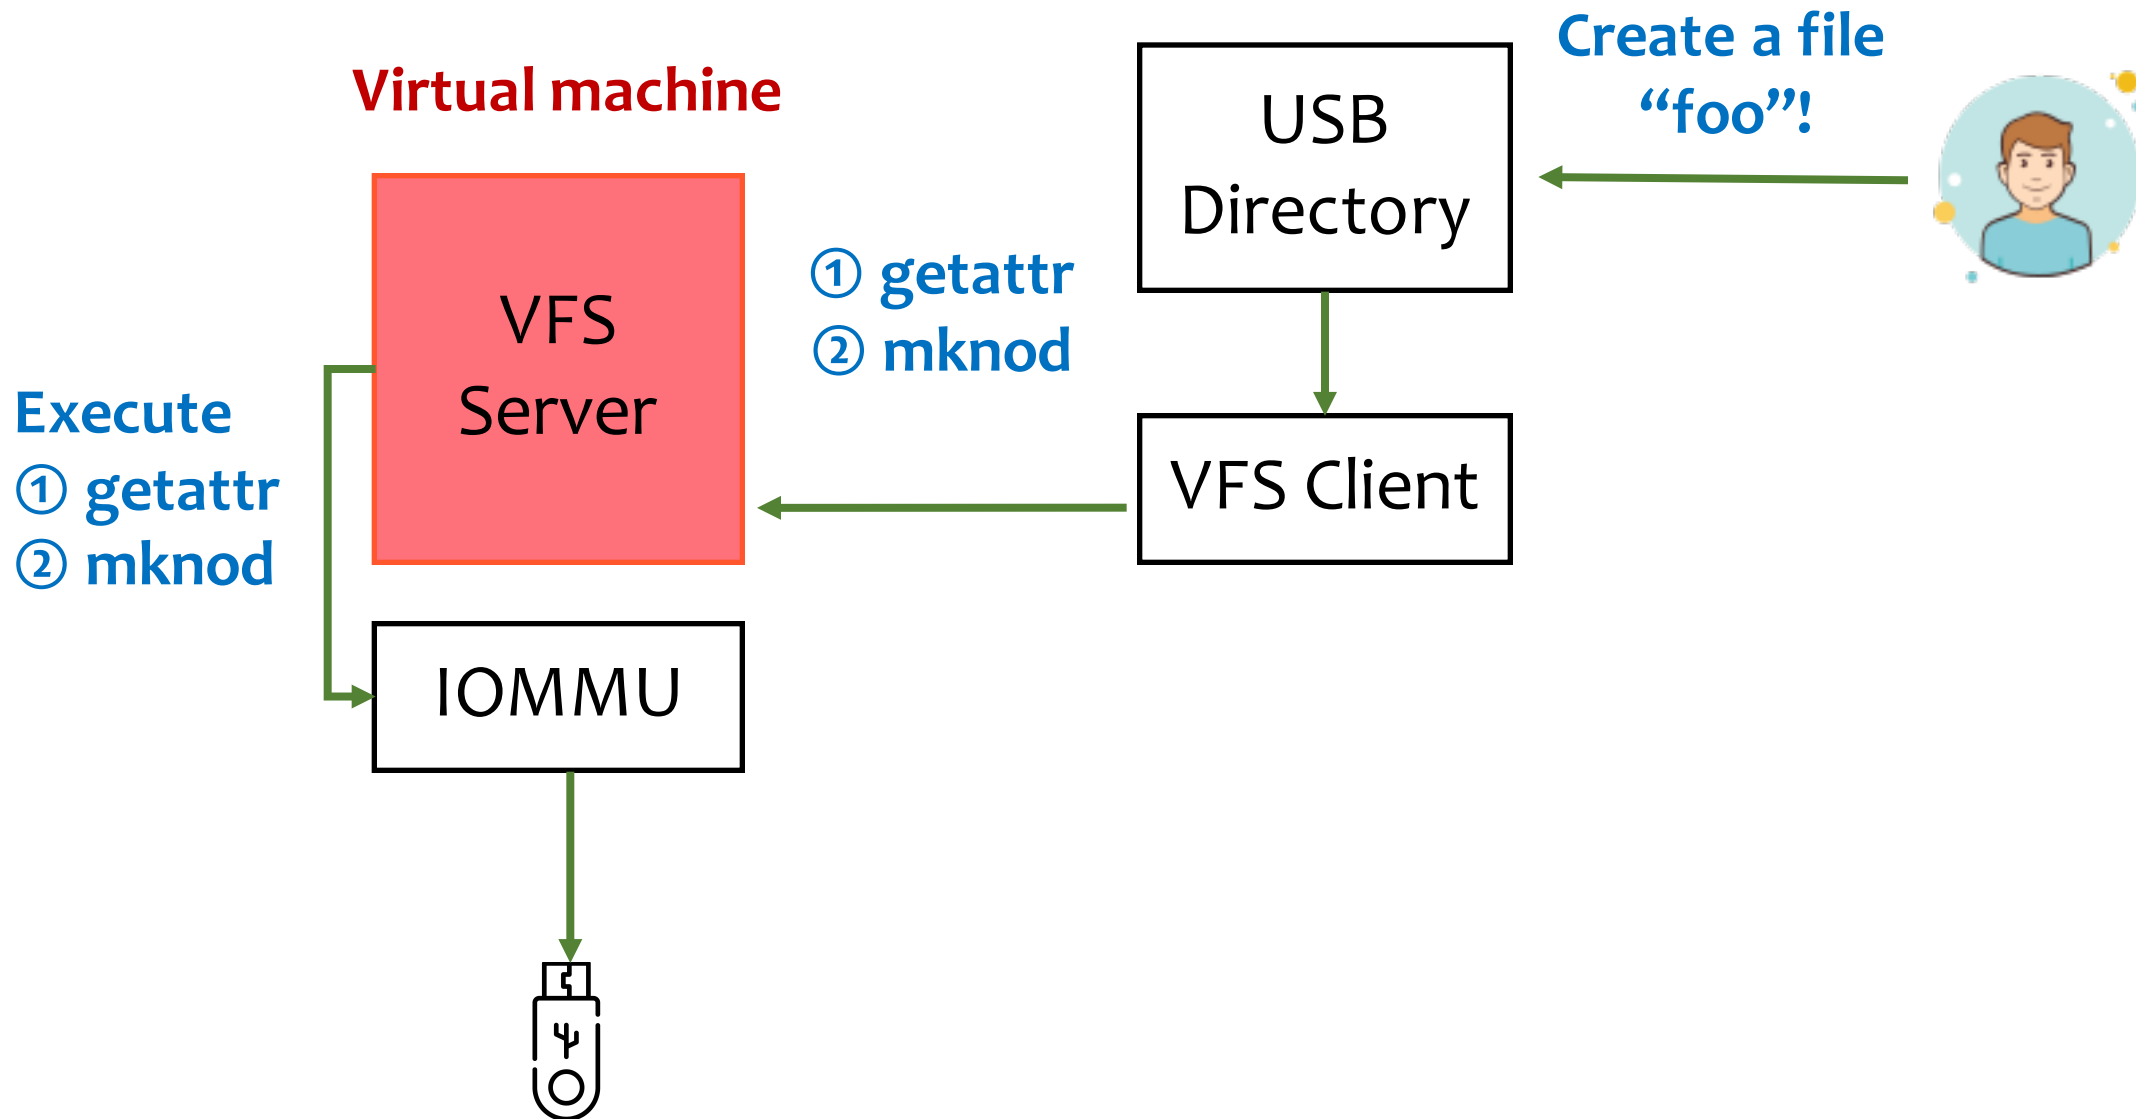 Create a file
“foo”!
Virtual machine
USB
Directory
① getattr
② mknod
VFS
Server
VFS Client
Execute
① getattr
② mknod
IOMMU